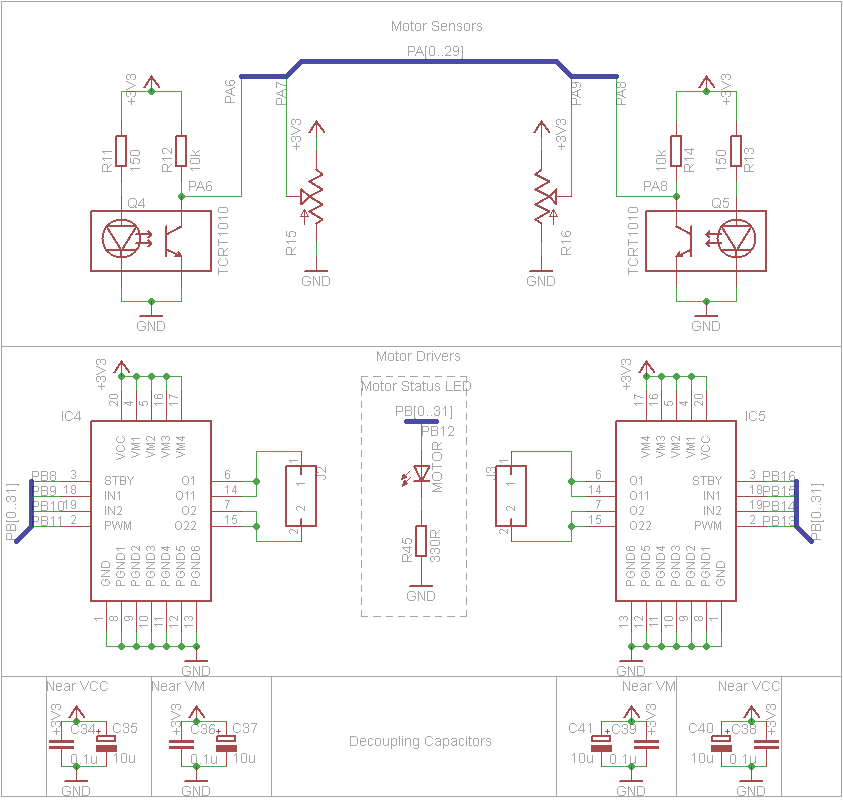 Motor Sensors
PA[0..29]
+3V3
PA6
PA7
PA9
PA8
+3V3
+3V3
+3V3
R11
150
R12
10k
10k
R14
150
R13
PA6
PA8
Q4
Q5
TCRT1010
R15
R16
TCRT1010
GND
GND
GND
GND
Motor Drivers
+3V3
+3V3
Motor Status LED
IC4
20 4 5 16 17
VCC VM1 VM2 VM3 VM4
PB[0..31]
PB8 3 STBY
PB9 18 IN1
PB10 19 IN2
PB11 2 PWM
O1 6
O11 14
O2 7
O22 15
GND PGND1 PGND2 PGND3 PGND4 PGND5 PGND6
1 8 9 10 11 12 13
GND
1 1
J2
2 2
PB[0..31]
PB12
MOTOR
R45
330R
GND
IC5
17 16 5 4 20
VM4 VM3 VM2 VM1 VCC
J3
1 1
2 2
6 O1
14 O11
7 O2
15 O22
STBY 3 PB16
IN1 18 PB15
IN2 19 PB14
PWM 2 PB13
PB[0..31]
PGND6 PGND5 PGND4 PGND3 PGND2 PGND1 GND
13 12 11 10 9 8 1
GND
Near VCC
Near VM
Near VM
Near VCC
+3V3
C34
+
C35
0.1u
10u
GND
+3V3
C36
+
C37
0.1u
10u
GND
Decoupling Capacitors
C41
+
C39
+3V3
10u
0.1u
GND
C40
+
C38
+3V3
10u
0.1u
GND